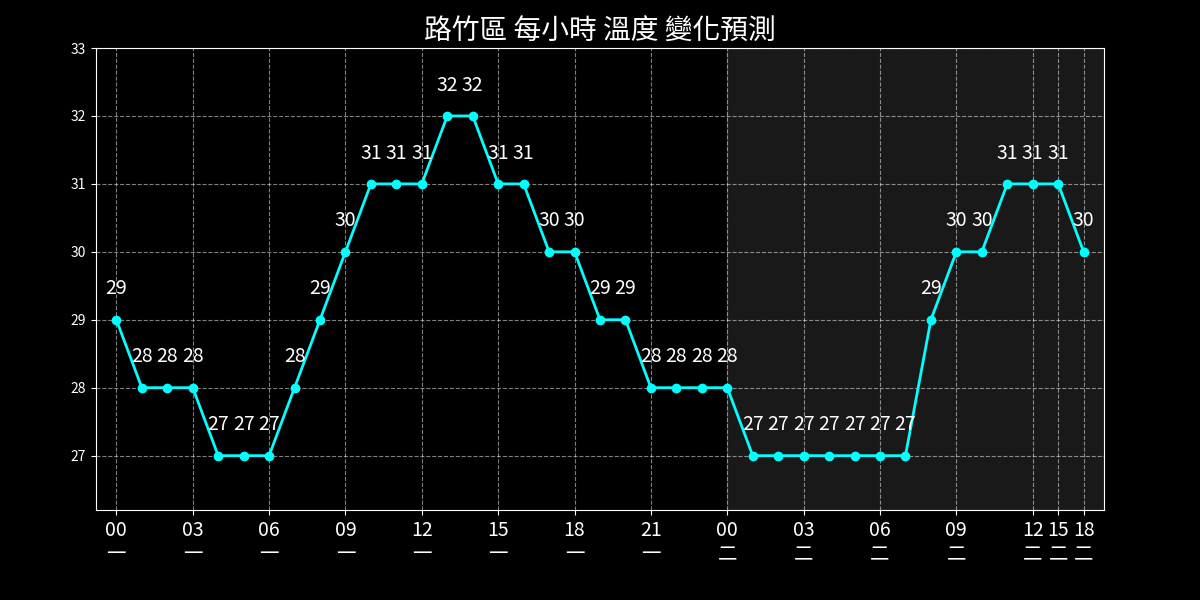 路竹區 每小時 溫度 變化預測
33
32
31
30
29
28
27
32 32
31 31 31 31 31 31 31 31
30 30 30 30 30 30
29 29 29 29 29
28 28 28 28 28 28 28 28
27 27 27 27 27 27 27 27 27 27
00 03 06 09 12 15 18 21 00 03 06 09 12 15 18
一 一 一 一 一 一 一 一 二 二 二 二 二 二 二